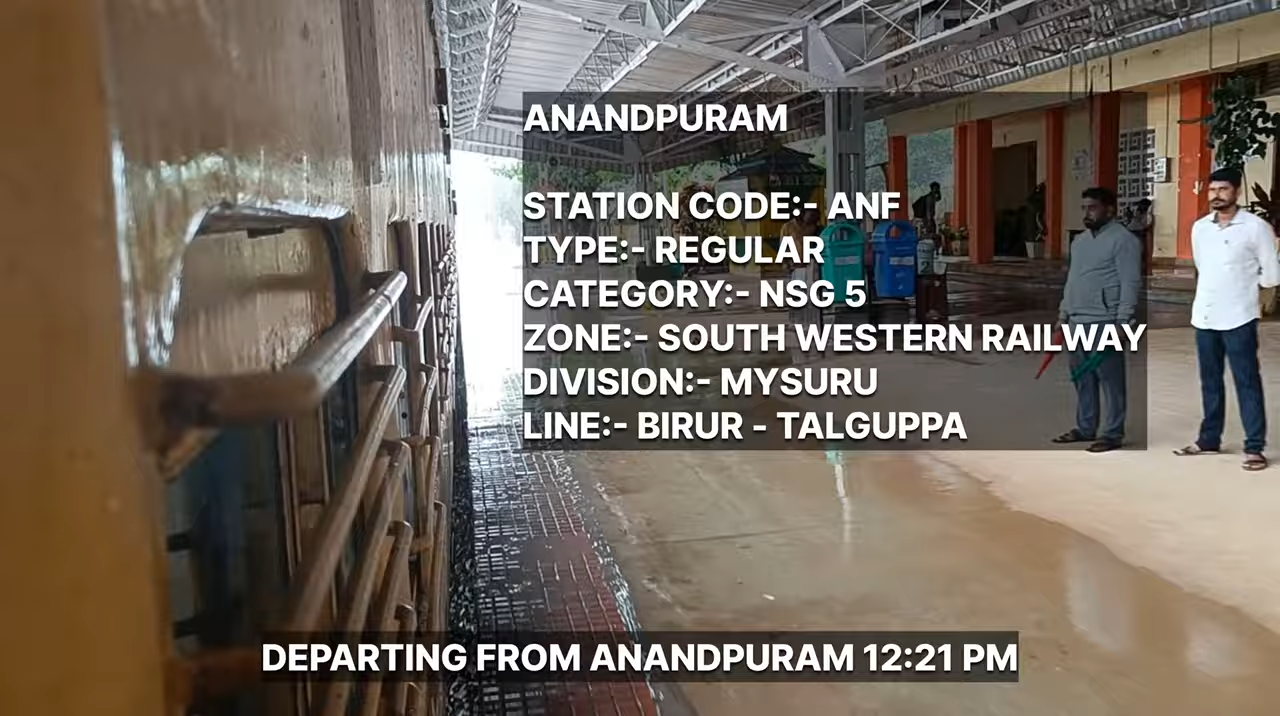 ANANDPURAM
STATION CODE:- ANF
TYPE:- REGULAR
CATEGORY:- NSG 5
ZONE:- SOUTH WESTERN RAILWAY
DIVISION:- MYSURU
LINE:- BIRUR - TALGUPPA
DEPARTING FROM ANANDPURAM 12:21 PM